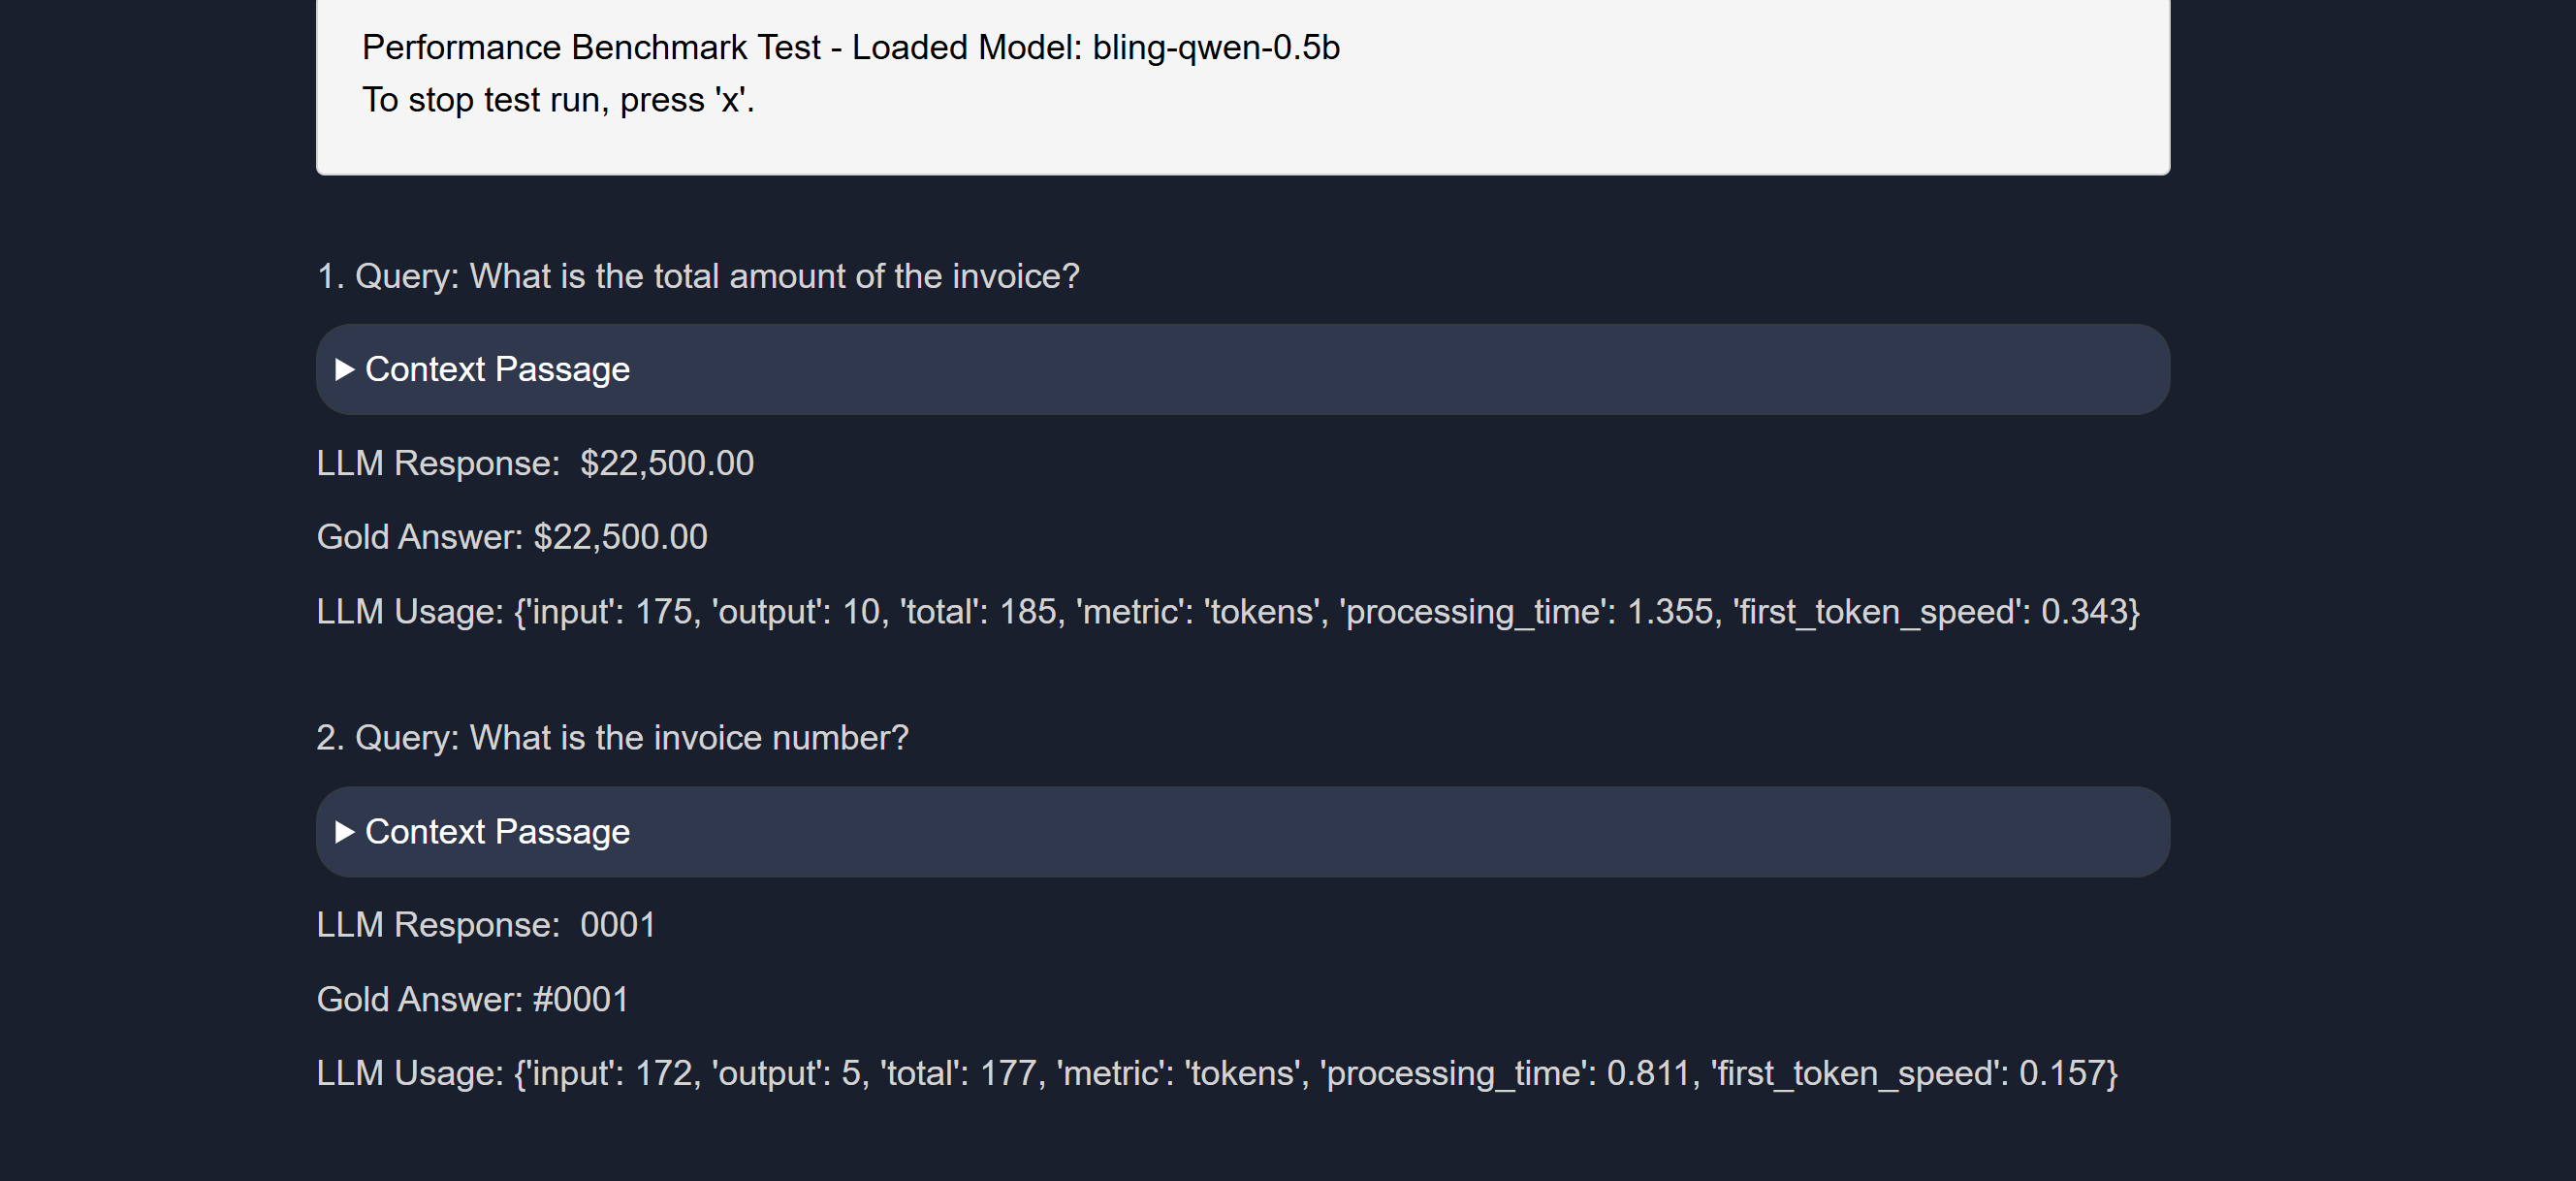 Performance Benchmark Test - Loaded Model: bling-qwen-0.5b
To stop test run, press 'x'.
1. Query: What is the total amount of the invoice?
▶ Context Passage
LLM Response:  $22,500.00
Gold Answer: $22,500.00
LLM Usage: {'input': 175, 'output': 10, 'total': 185, 'metric': 'tokens', 'processing_time': 1.355, 'first_token_speed': 0.343}
2. Query: What is the invoice number?
▶ Context Passage
LLM Response:  0001
Gold Answer: #0001
LLM Usage: {'input': 172, 'output': 5, 'total': 177, 'metric': 'tokens', 'processing_time': 0.811, 'first_token_speed': 0.157}